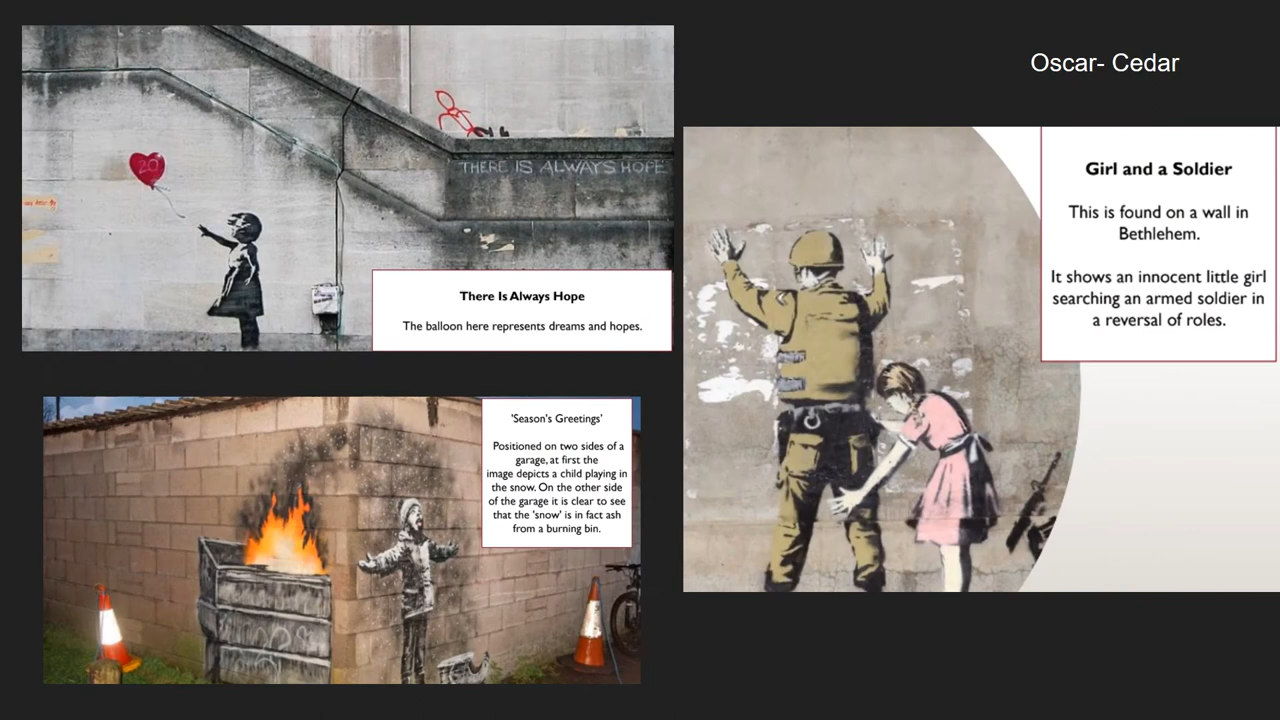 Oscar- Cedar
20
THERE IS ALWAYS HOPE
There Is Always Hope
The balloon here represents dreams and hopes.
Girl and a Soldier
This is found on a wall in
Bethlehem.
It shows an innocent little girl
searching an armed soldier in
a reversal of roles.
'Season's Greetings'
Positioned on two sides of a
garage, at first the
image depicts a child playing in
the snow. On the other side
of the garage it is clear to see
that the 'snow' is in fact ash
from a burning bin.